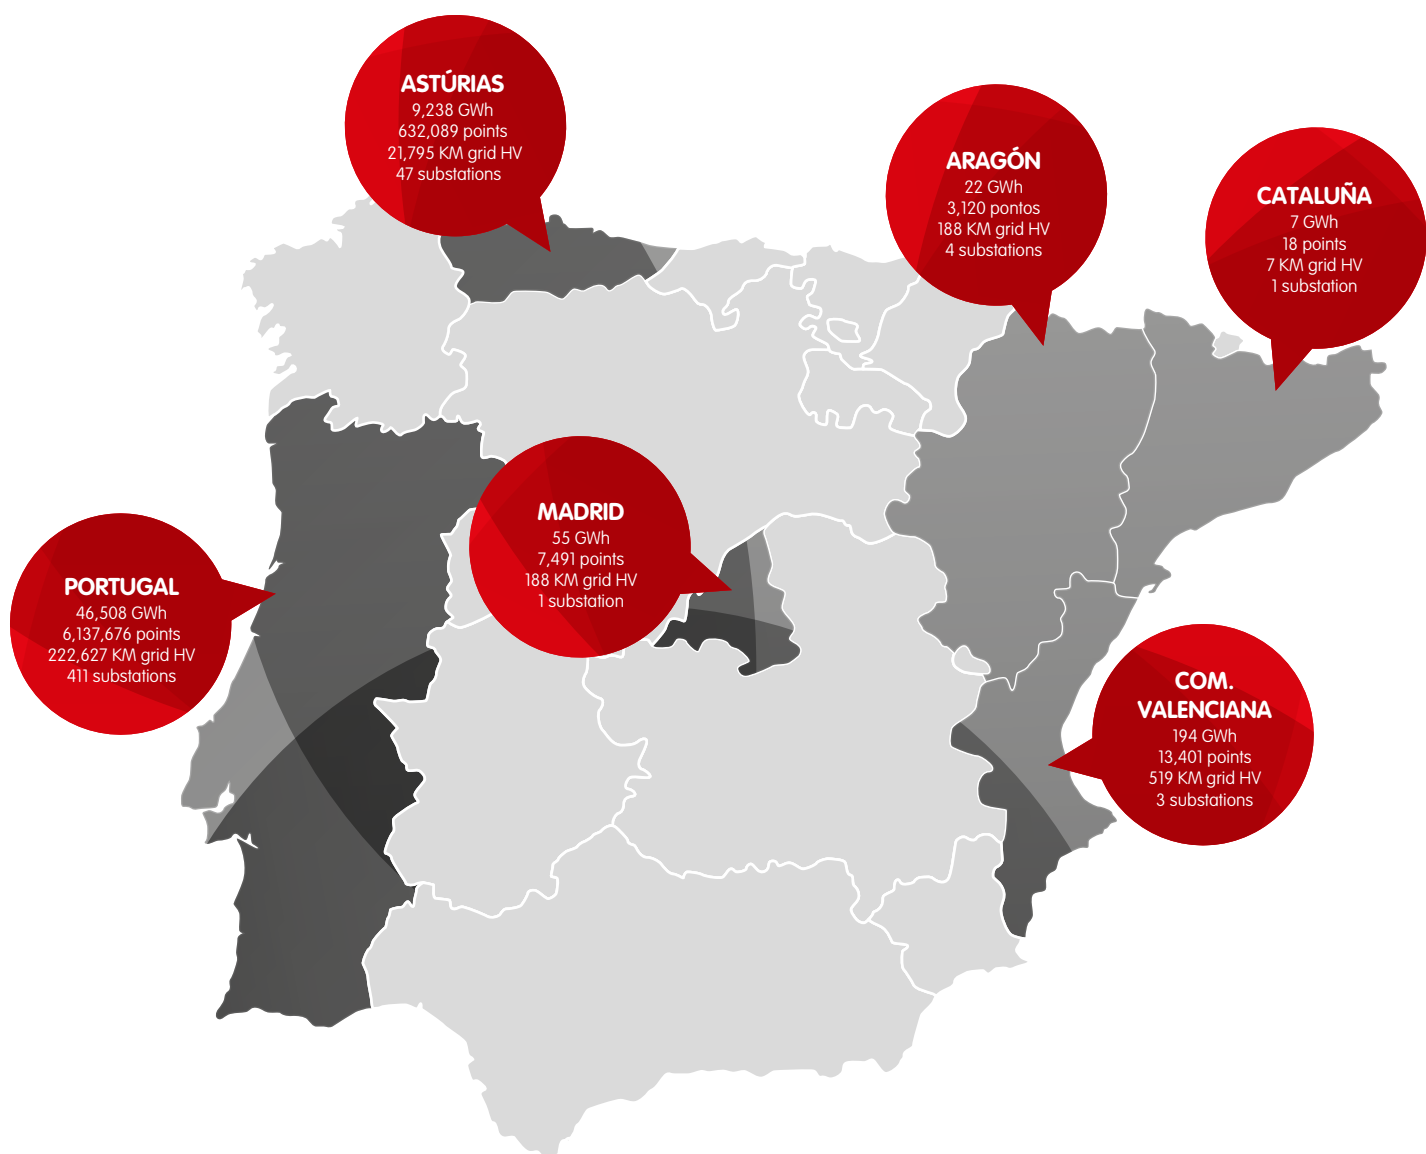 ASTÚRIAS
9,238 GWh
632,089 points
21,795 KM grid HV
47 substations
ARAGÓN
22 GWh
3,120 pontos
188 KM grid HV
4 substations
CATALUÑA
7 GWh
18 points
7 KM grid HV
1 substation
MADRID
55 GWh
7,491 points
188 KM grid HV
1 substation
PORTUGAL
46,508 GWh
6,137,676 points
222,627 KM grid HV
411 substations
COM.
VALENCIANA
194 GWh
13,401 points
519 KM grid HV
3 substations